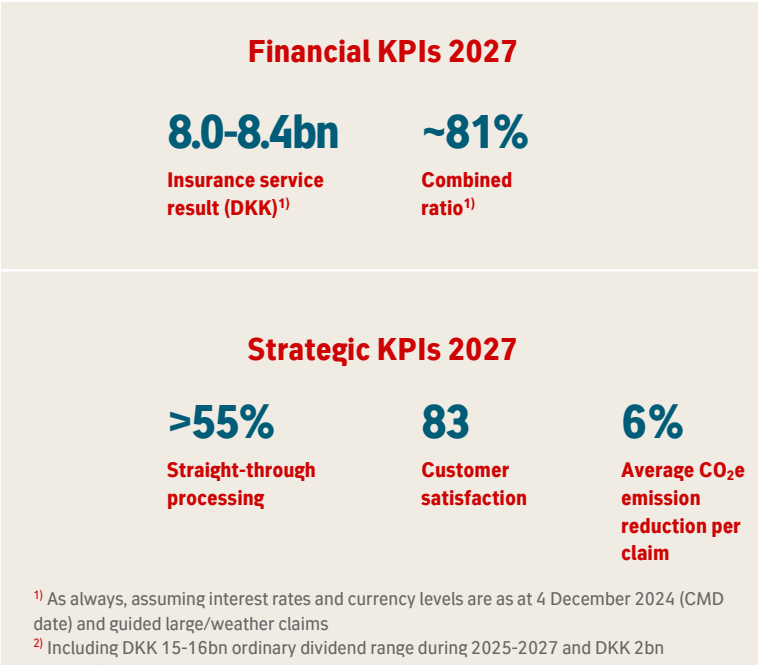 Financial KPIs 2027
8.0-8.4bn
Insurance service
result (DKK)1)
~81%
Combined
ratio1)
Strategic KPIs 2027
>55%
Straight-through
processing
83
Customer
satisfaction
6%
Average CO₂e
emission
reduction per
claim
1) As always, assuming interest rates and currency levels are as at 4 December 2024 (CMD
date) and guided large/weather claims
2) Including DKK 15-16bn ordinary dividend range during 2025-2027 and DKK 2bn